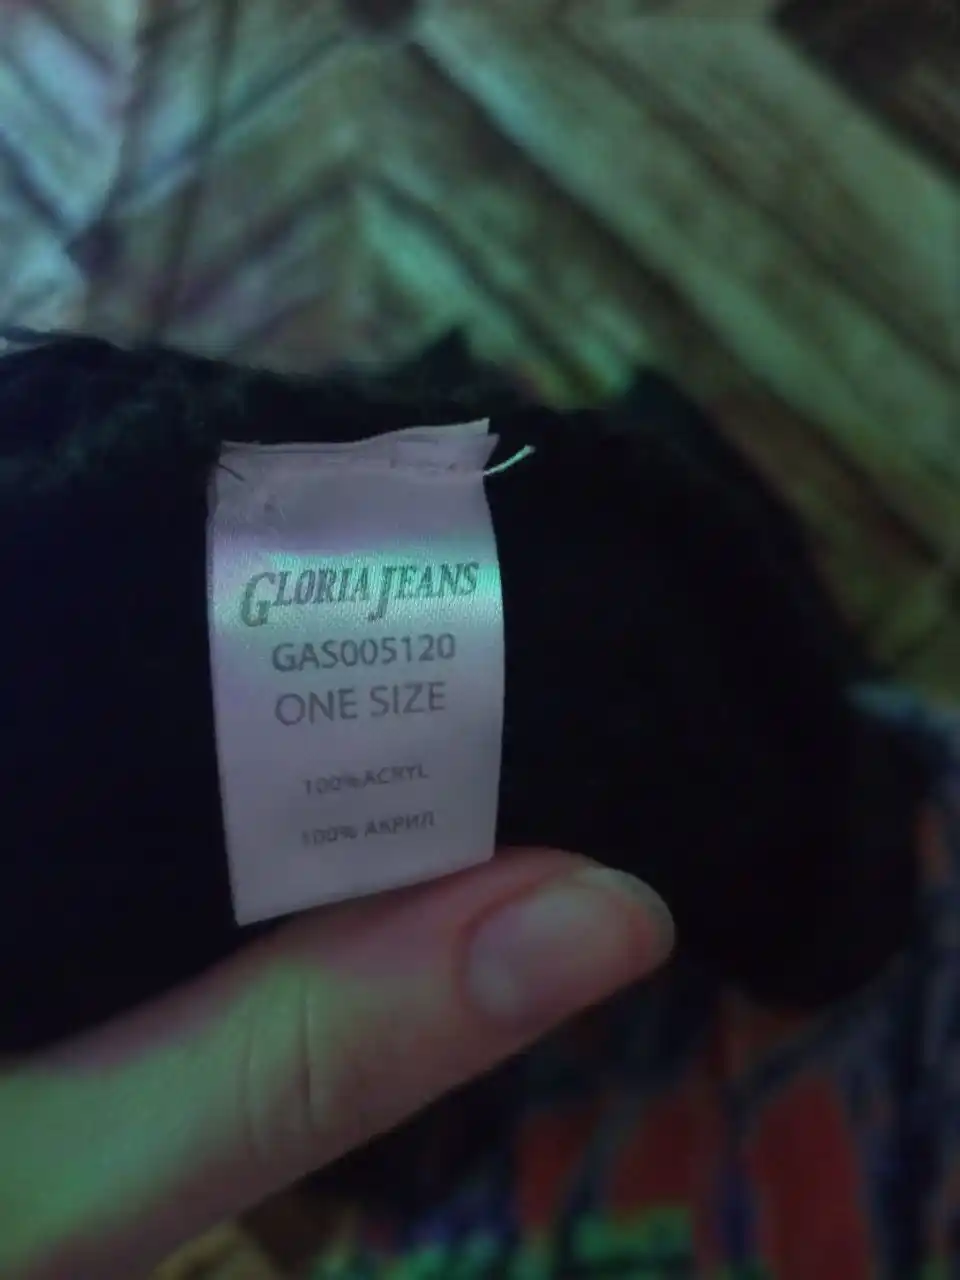 GLORIA JEANS
GAS005120
ONE SIZE
100%ACRYL
100% АКРИЛ